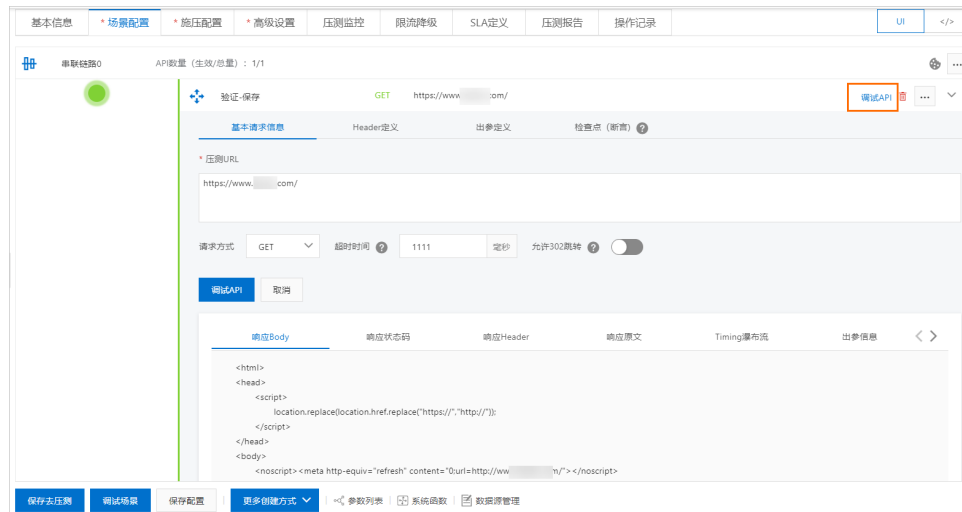 基本信息 * 场景配置 * 施压配置 * 高级设置 压测监控 限流降级 SLA定义 压测报告 操作记录 UI </>
串联链路0 API数量（生效/总量）: 1/1 ...
验证-保存 GET https://www com/ 调试API ...
基本请求信息 Header定义 出参定义 检查点（断言） ?
* 压测URL
https://www. com/
请求方式 GET 超时时间 ? 1111 毫秒 允许302跳转 ?
调试API 取消
响应Body 响应状态码 响应Header 响应原文 Timing瀑布流 出参信息 < >
<html>
<head>
<script>
location.replace(location.href.replace("https://","http://"));
</script>
</head>
<body>
<noscript><meta http-equiv="refresh" content="0;url=http://ww m/"></noscript>
保存去压测 调试场景 保存配置 更多创建方式 参数列表 系统函数 数据源管理